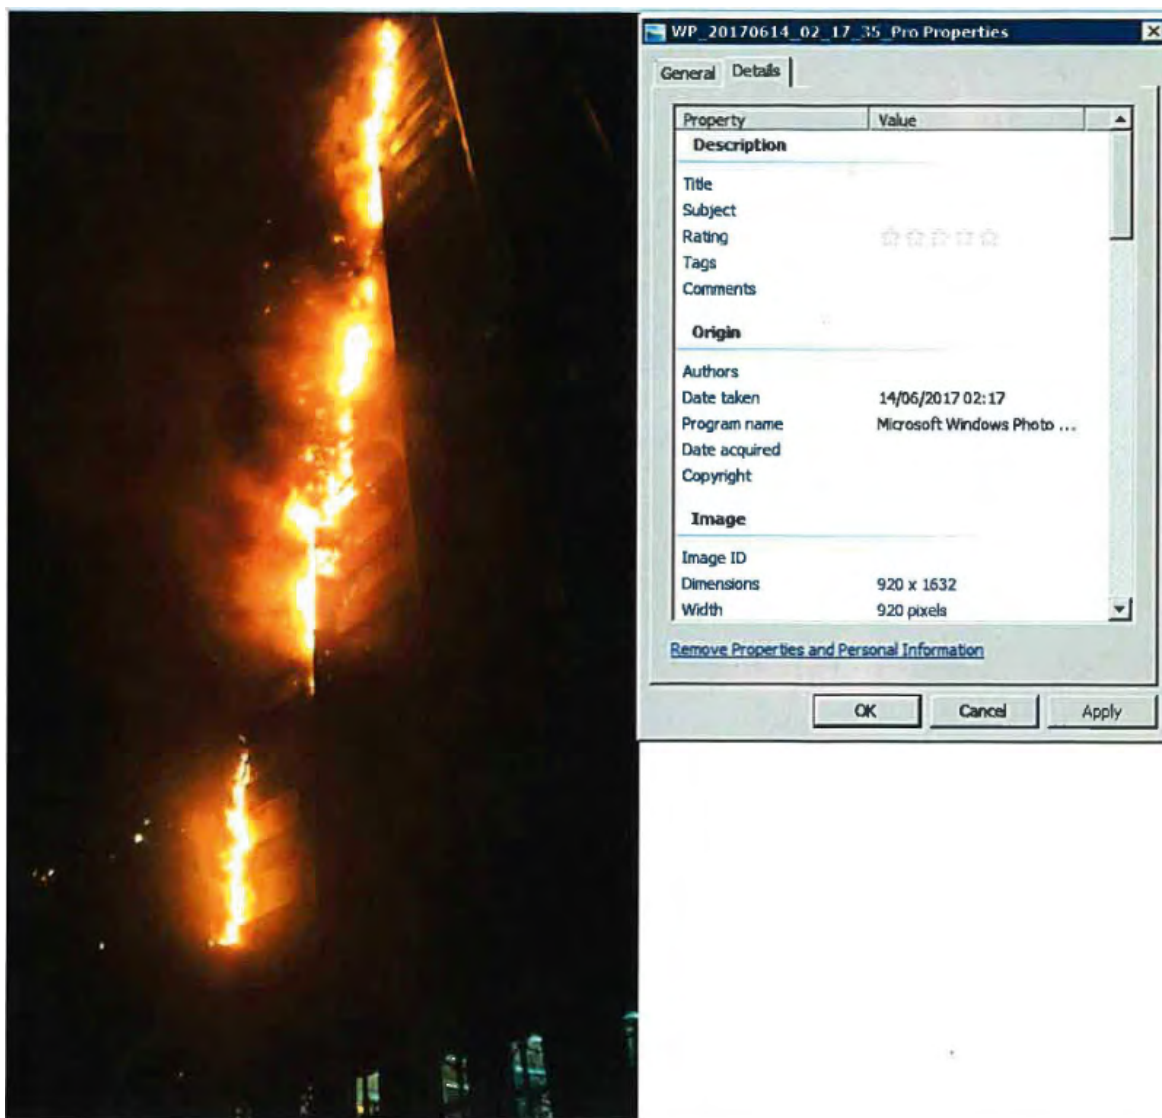 WP_20170614_02_17_35_Pro Properties
General Details
Property Value
Description
Title
Subject
Rating
Tags
Comments
Origin
Authors
Date taken 14/06/2017 02:17
Program name Microsoft Windows Photo ...
Date acquired
Copyright
Image
Image ID
Dimensions 920 x 1632
Width 920 pixels
Remove Properties and Personal Information
OK Cancel Apply